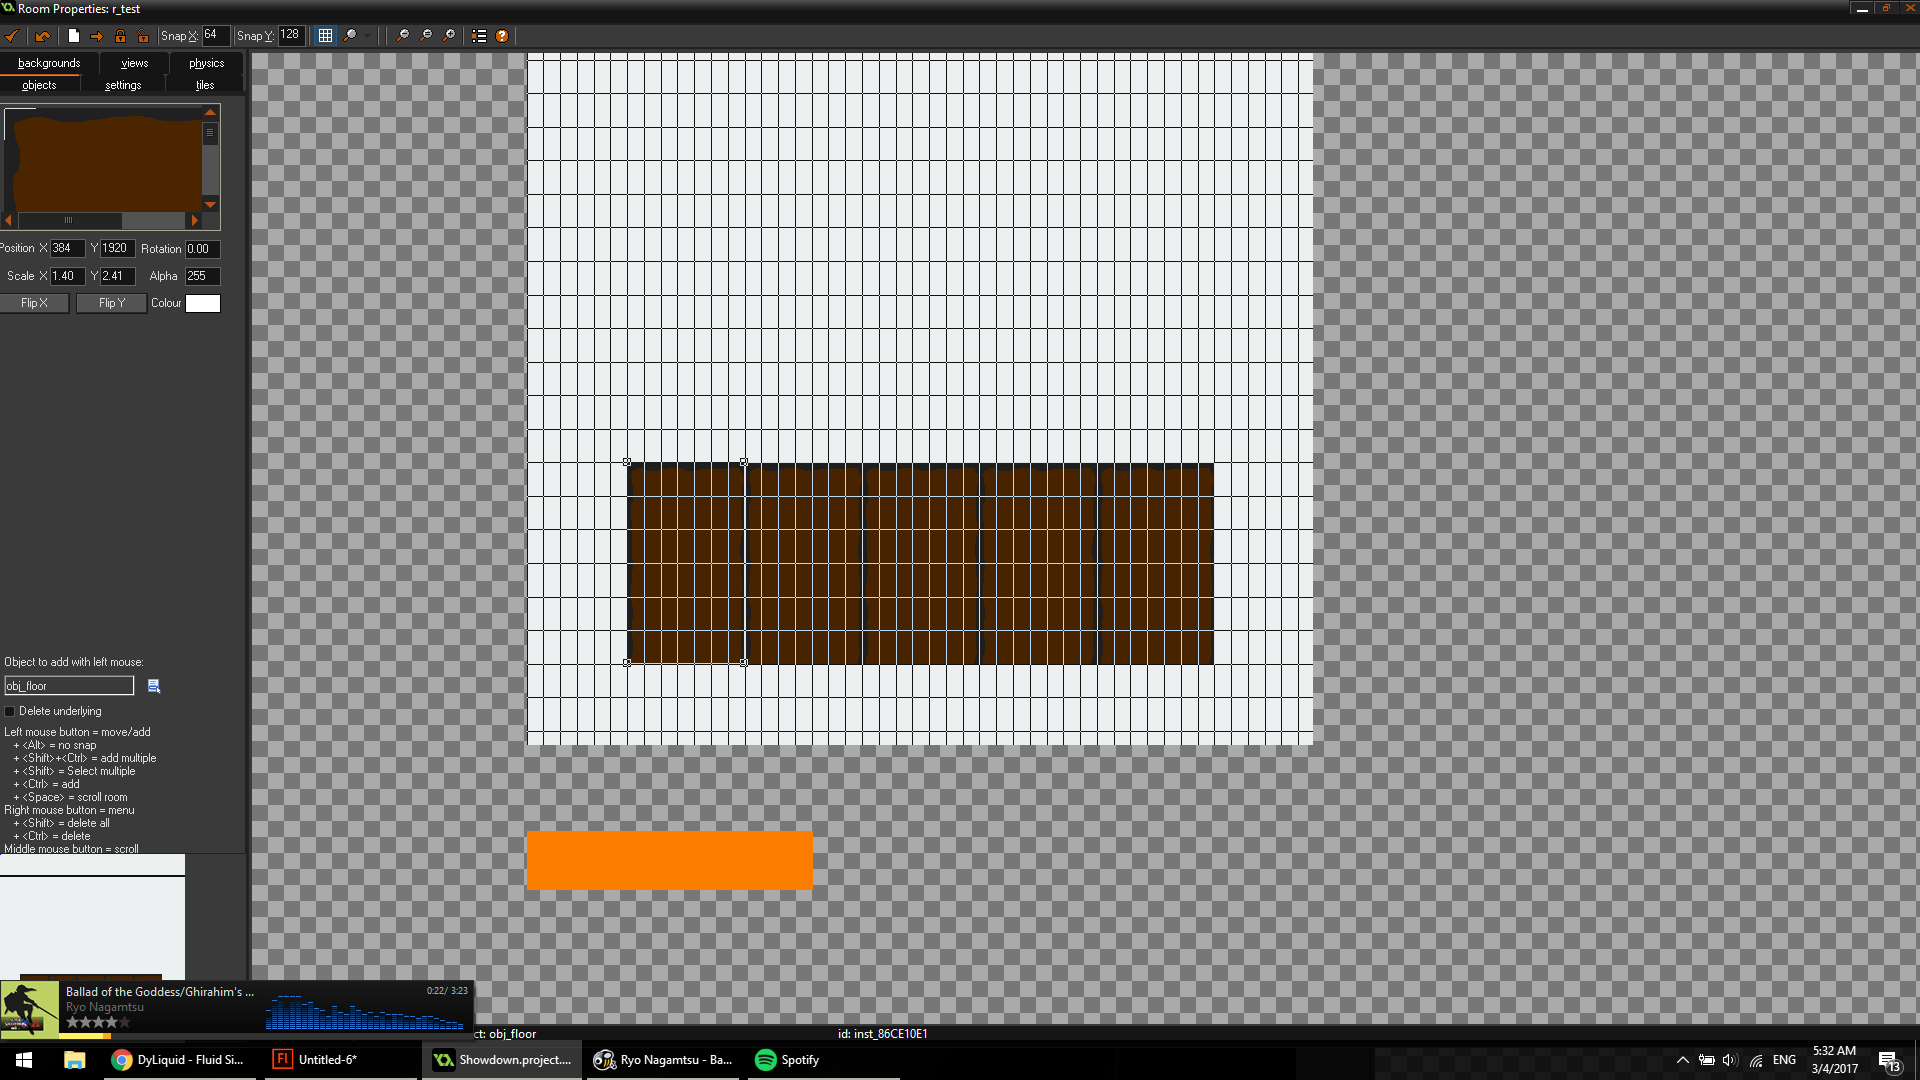 Room Properties: r_test
Snap X: 64 Snap Y: 128
backgrounds views physics
objects settings tiles
Position X 384 Y 1920 Rotation 0.00
Scale X 1.40 Y 2.41 Alpha 255
Flip X Flip Y Colour
Object to add with left mouse:
obj_floor
Delete underlying
Left mouse button = move/add
+ <Alt> = no snap
+ <Shift>+<Ctrl> = add multiple
+ <Shift> = Select multiple
+ <Ctrl> = add
+ <Space> = scroll room
Right mouse button = menu
+ <Shift> = delete all
+ <Ctrl> = delete
Middle mouse button = scroll
Ballad of the Goddess/Ghirahim's ... 0:22/ 3:23
Ryo Nagamtsu
ct: obj_floor id: inst_86CE10E1
DyLiquid - Fluid Si... Fl Untitled-6* Showdown.project.... Ryo Nagamtsu - Ba... Spotify ENG 5:32 AM
3/4/2017 13